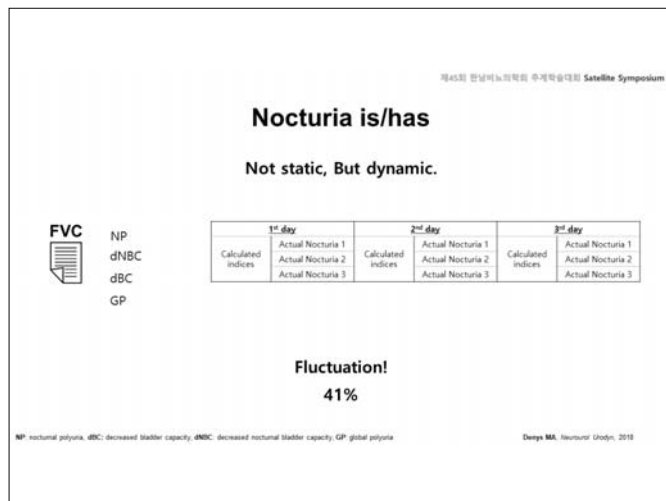 제45회 한남비뇨의학회 추계학술대회 Satellite Symposium
Nocturia is/has
Not static, But dynamic.
FVC
NP
dNBC
dBC
GP
1st day 2nd day 3rd day
Calculated indices Actual Nocturia 1 Calculated indices Actual Nocturia 1 Calculated indices Actual Nocturia 1
Actual Nocturia 2 Actual Nocturia 2 Actual Nocturia 2
Actual Nocturia 3 Actual Nocturia 3 Actual Nocturia 3
Fluctuation!
41%
NP: nocturnal polyuria, dBC: decreased bladder capacity, dNBC: decreased nocturnal bladder capacity, GP: global polyuria
Denys MA, Neurourol Urodyn, 2018